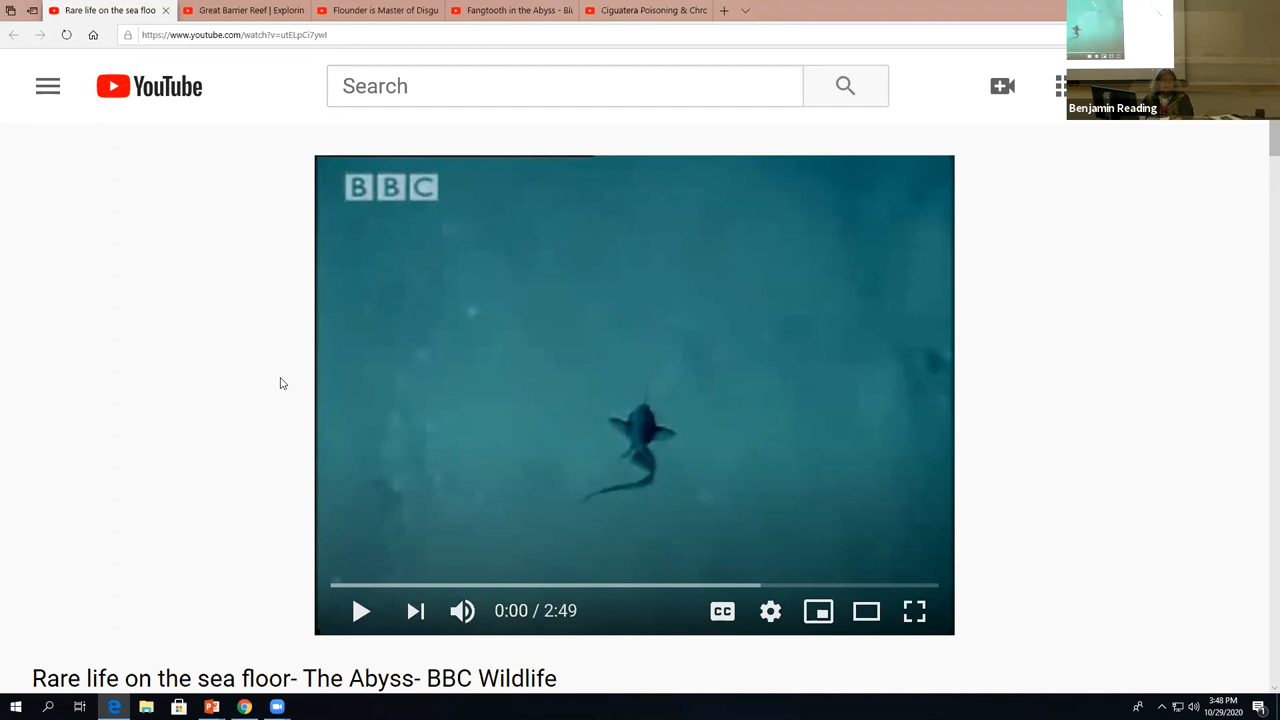 Rare life on the sea floo
Great Barrier Reef | Explorin
Flounder is Master of Disgu
Fangtooth in the Abyss - Blu
Ciguatera Poisoning & Chro
https://www.youtube.com/watch?v=utELpCi7ywI
YouTube
Search
Benjamin Reading
BBC
0:00 / 2:49
CC
Rare life on the sea floor- The Abyss- BBC Wildlife
3:48 PM
10/29/2020